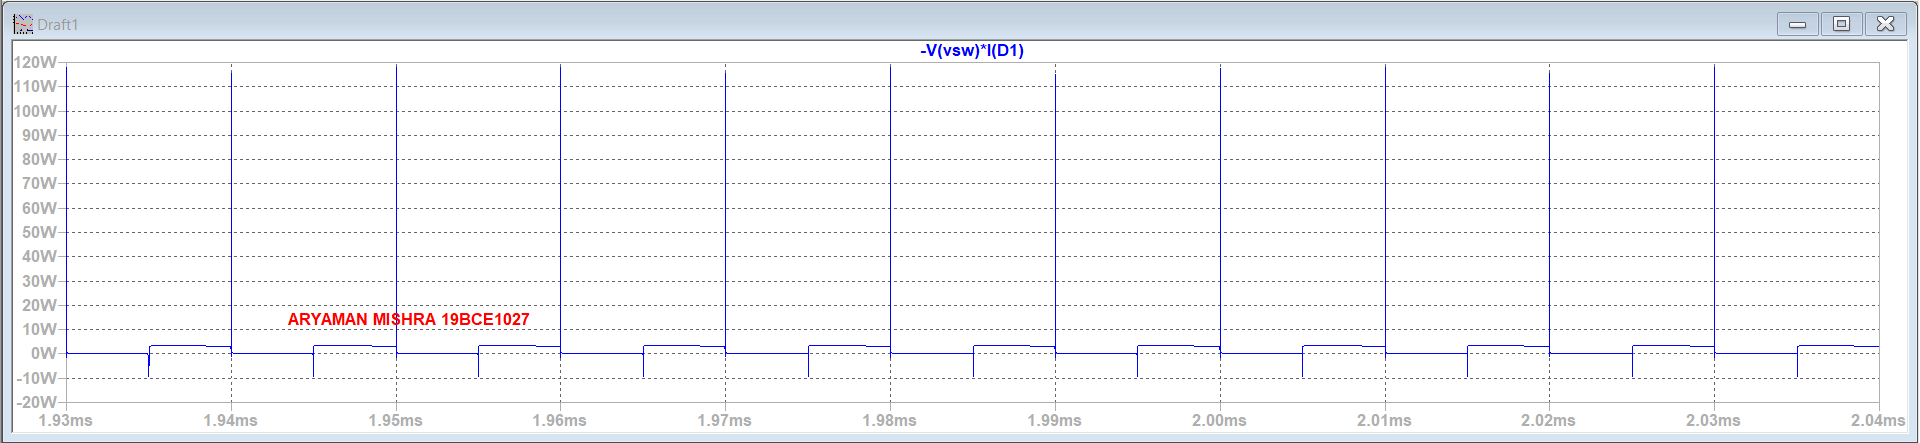 Draft1
-V(vsw)*I(D1)
120W
110W
100W
90W
80W
70W
60W
50W
40W
30W
20W
ARYAMAN MISHRA 19BCE1027
10W
0W
-10W
-20W
1.93ms 1.94ms 1.95ms 1.96ms 1.97ms 1.98ms 1.99ms 2.00ms 2.01ms 2.02ms 2.03ms 2.04ms